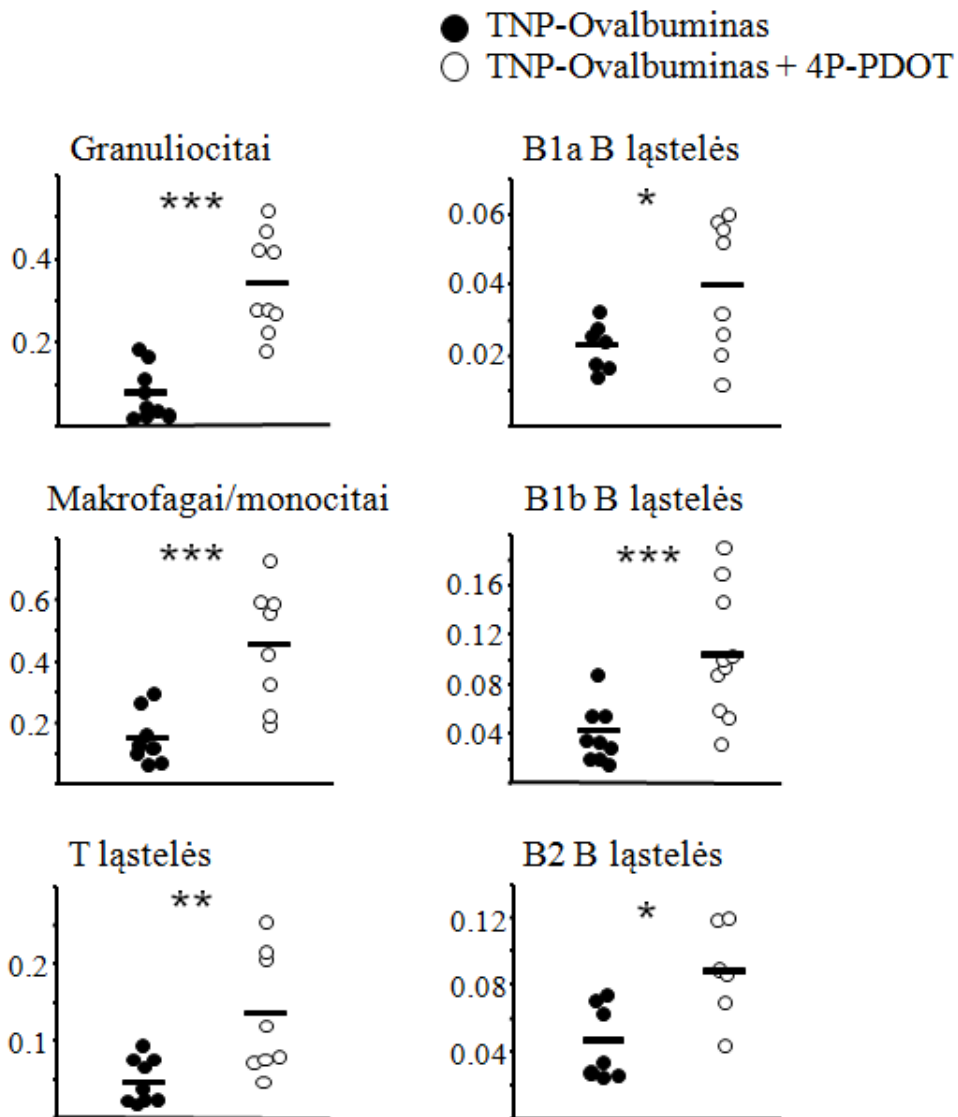 TNP-Ovalbuminas
TNP-Ovalbuminas + 4P-PDOT
Granuliocitai
***
0.4
0.2
B1a B ląstelės
*
0.06
0.04
0.02
Makrofagai/monocitai
***
0.6
0.4
0.2
B1b B ląstelės
***
0.16
0.12
0.08
0.04
T ląstelės
**
0.2
0.1
B2 B ląstelės
*
0.12
0.08
0.04